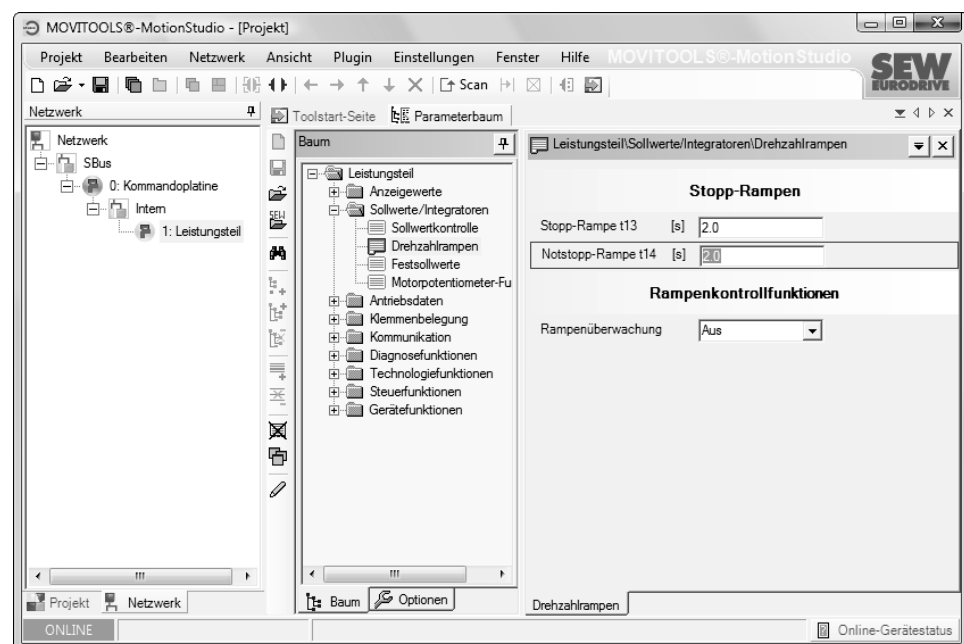 MOVITOOLS®-MotionStudio - [Projekt]
Projekt Bearbeiten Netzwerk Ansicht Plugin Einstellungen Fenster Hilfe MOVITOOLS®-MotionStudio
SEW
EURODRIVE
Scan
Netzwerk
Toolstart-Seite Parameterbaum
Netzwerk
SBus
0: Kommandoplatine
Intern
1: Leistungsteil
SEW
Baum
Leistungsteil
Anzeigewerte
Sollwerte/Integratoren
Sollwertkontrolle
Drehzahlrampen
Festsollwerte
Motorpotentiometer-Fu
Antriebsdaten
Klemmenbelegung
Kommunikation
Diagnosefunktionen
Technologiefunktionen
Steuerfunktionen
Gerätefunktionen
Leistungsteil\Sollwerte/Integratoren\Drehzahlrampen
Stopp-Rampen
Stopp-Rampe t13 [s] 2.0
Notstopp-Rampe t14 [s] 2.0
Rampenkontrollfunktionen
Rampenüberwachung Aus
Projekt Netzwerk
Baum Optionen
Drehzahlrampen
ONLINE
Online-Gerätestatus